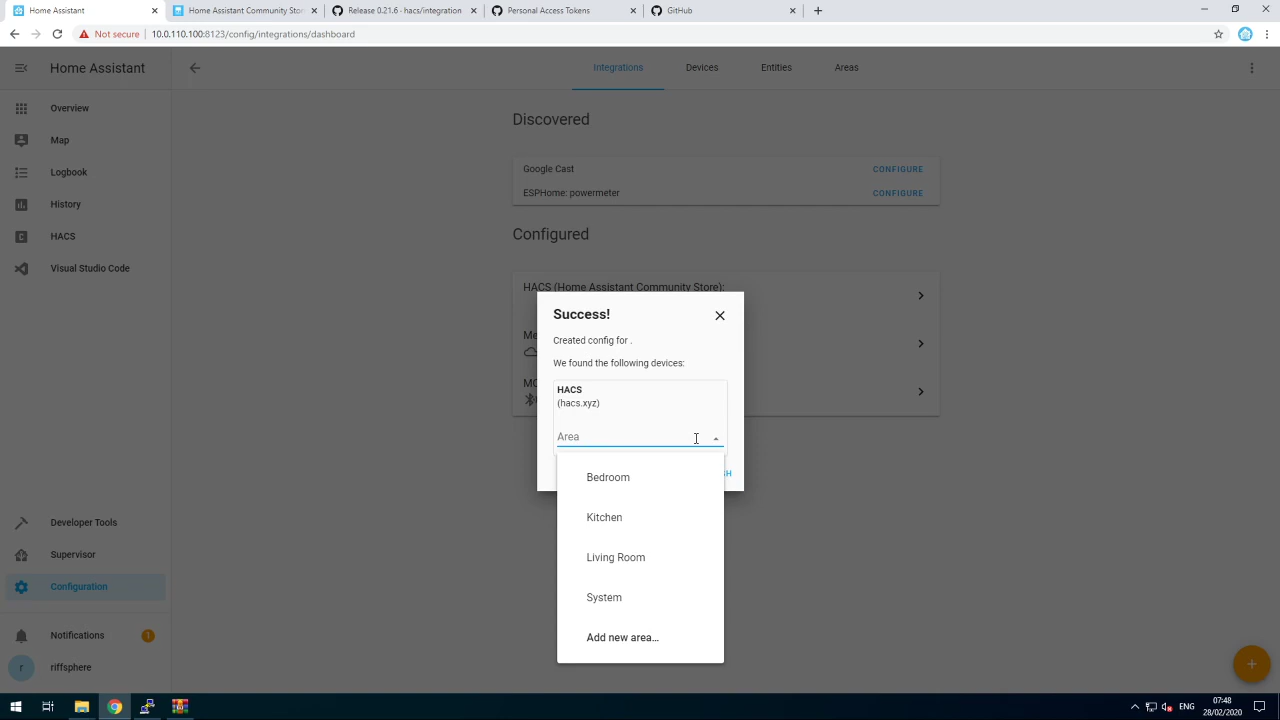 Home Assistant
Home Assistant Community Stor
Release 0.21.6 · hacs/integration
Personal Access Tokens
GitHub
Not secure
10.0.110.100:8123/config/integrations/dashboard
Home Assistant
Integrations
Devices
Entities
Areas
Overview
Map
Logbook
History
HACS
Visual Studio Code
Discovered
Google Cast
CONFIGURE
ESPHome: powermeter
CONFIGURE
Configured
HACS (Home Assistant Community Store):
Me
MQ
Success!
Created config for .
We found the following devices:
HACS
(hacs.xyz)
Area
SH
Bedroom
Kitchen
Living Room
System
Add new area…
Developer Tools
Supervisor
Configuration
Notifications
1
r
riffsphere
ENG
07:48
28/02/2020